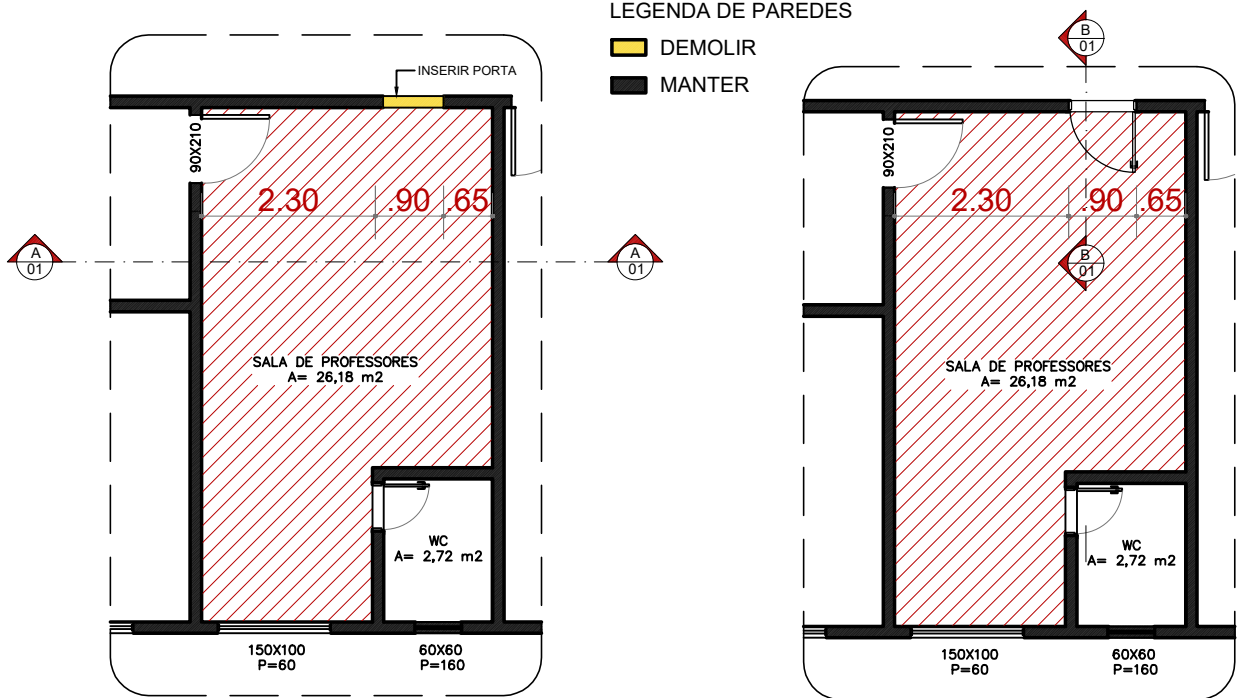 LEGENDA DE PAREDES
DEMOLIR
MANTER
INSERIR PORTA
90X210
2.30
.90
.65
A
01
A
01
SALA DE PROFESSORES
A= 26,18 m2
WC
A= 2,72 m2
150X100
P=60
60X60
P=160
B
01
90X210
2.30
.90
.65
B
01
SALA DE PROFESSORES
A= 26,18 m2
WC
A= 2,72 m2
150X100
P=60
60X60
P=160